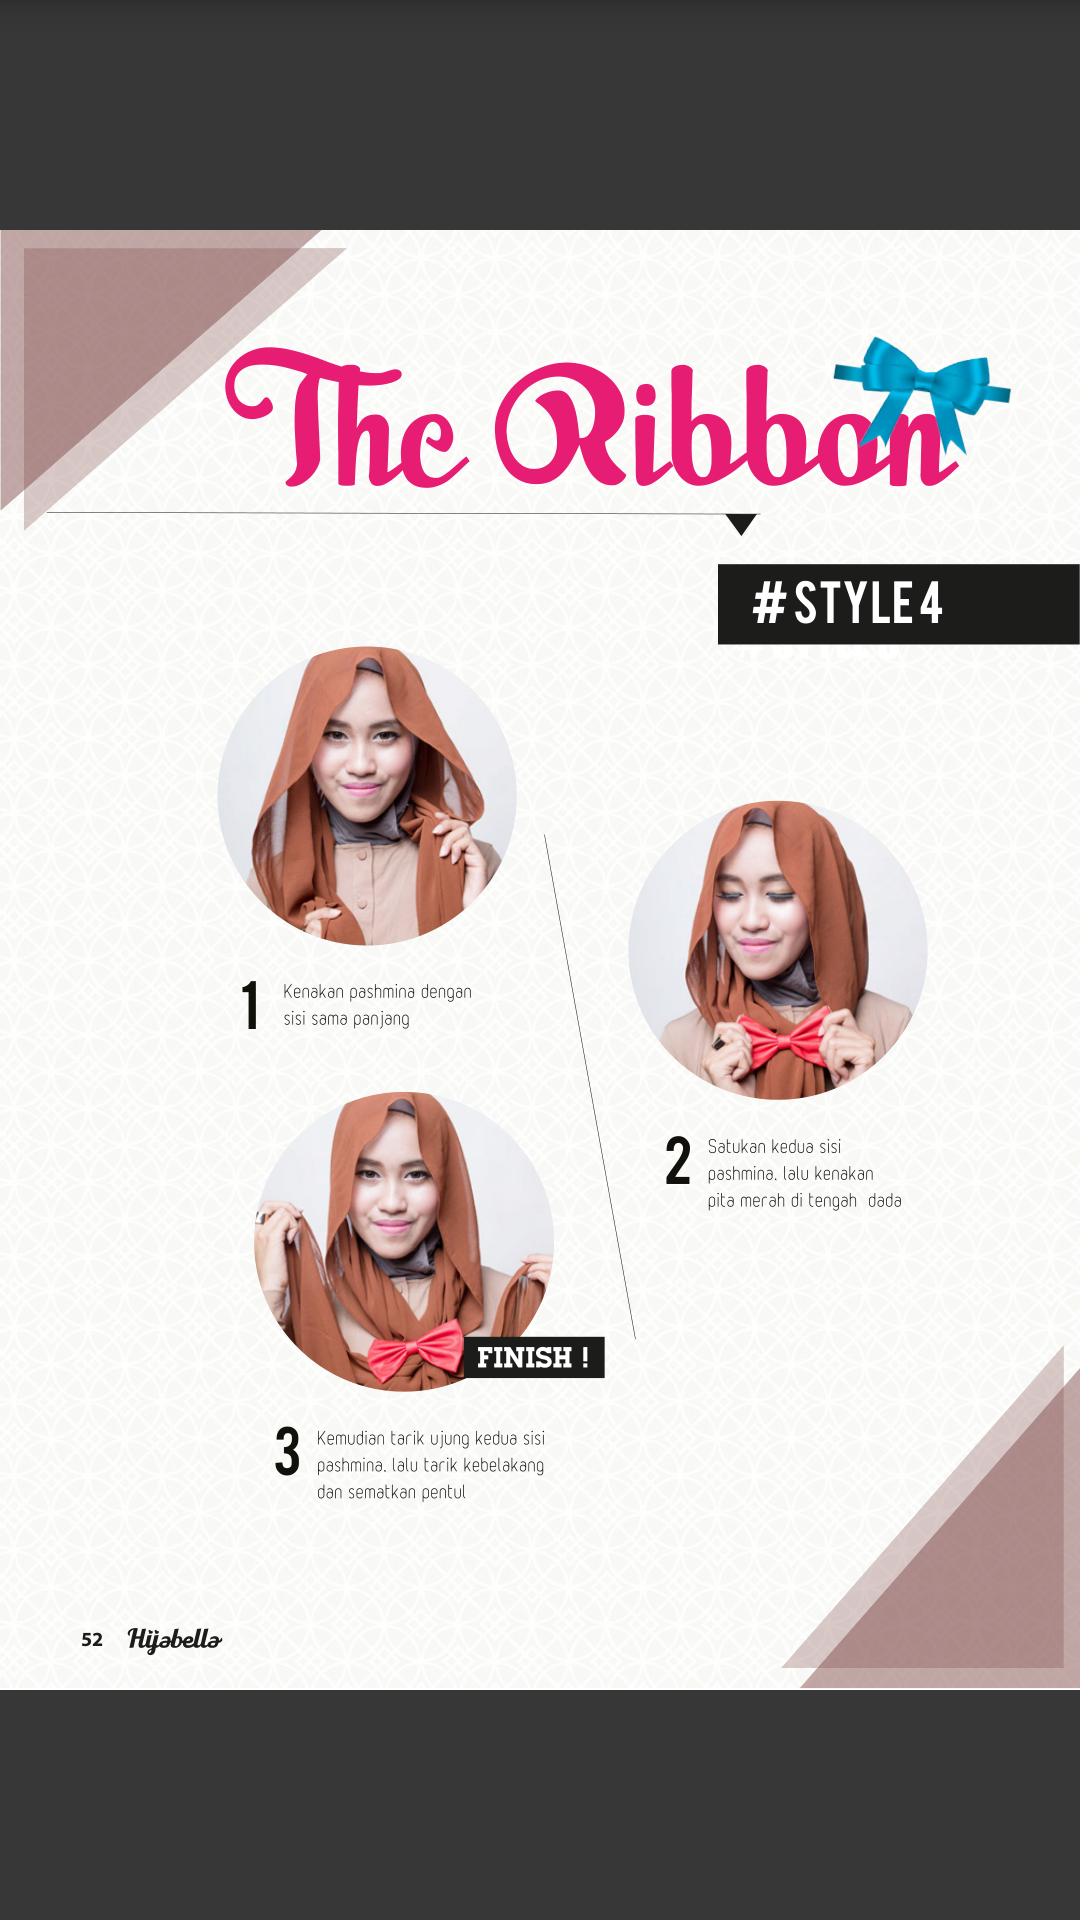 The Ribbon
#STYLE4
1
Kenakan pashmina dengan
sisi sama panjang
2
Satukan kedua sisi
pashmina, lalu kenakan
pita merah di tengah dada
FINISH !
3
Kemudian tarik ujung kedua sisi
pashmina, lalu tarik kebelakang
dan sematkan pentul
52 Hijabella